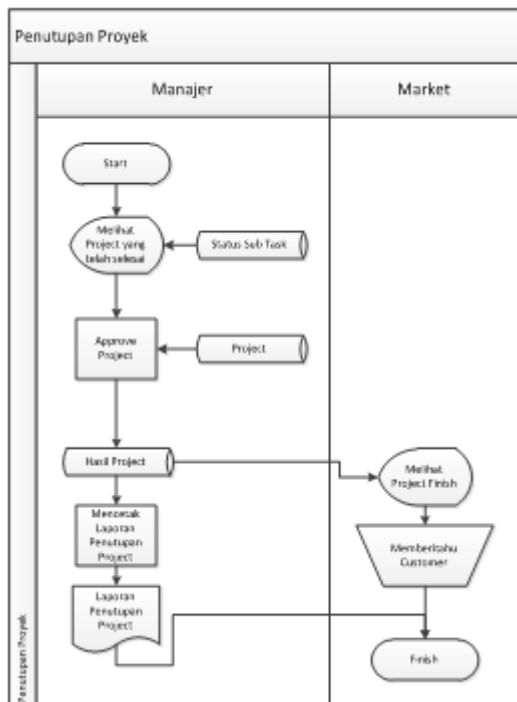 Penutupan Proyek
Manajer
Market
Start
Melihat
Project yang
telah selesai
Status Sub Task
Approve
Project
Project
Hasil Project
Melihat
Project Finish
Mencetak
Laporan
Penutupan
Project
Memberitahu
Customer
Laporan
Penutupan
Project
Finish
Penutupan Proyek